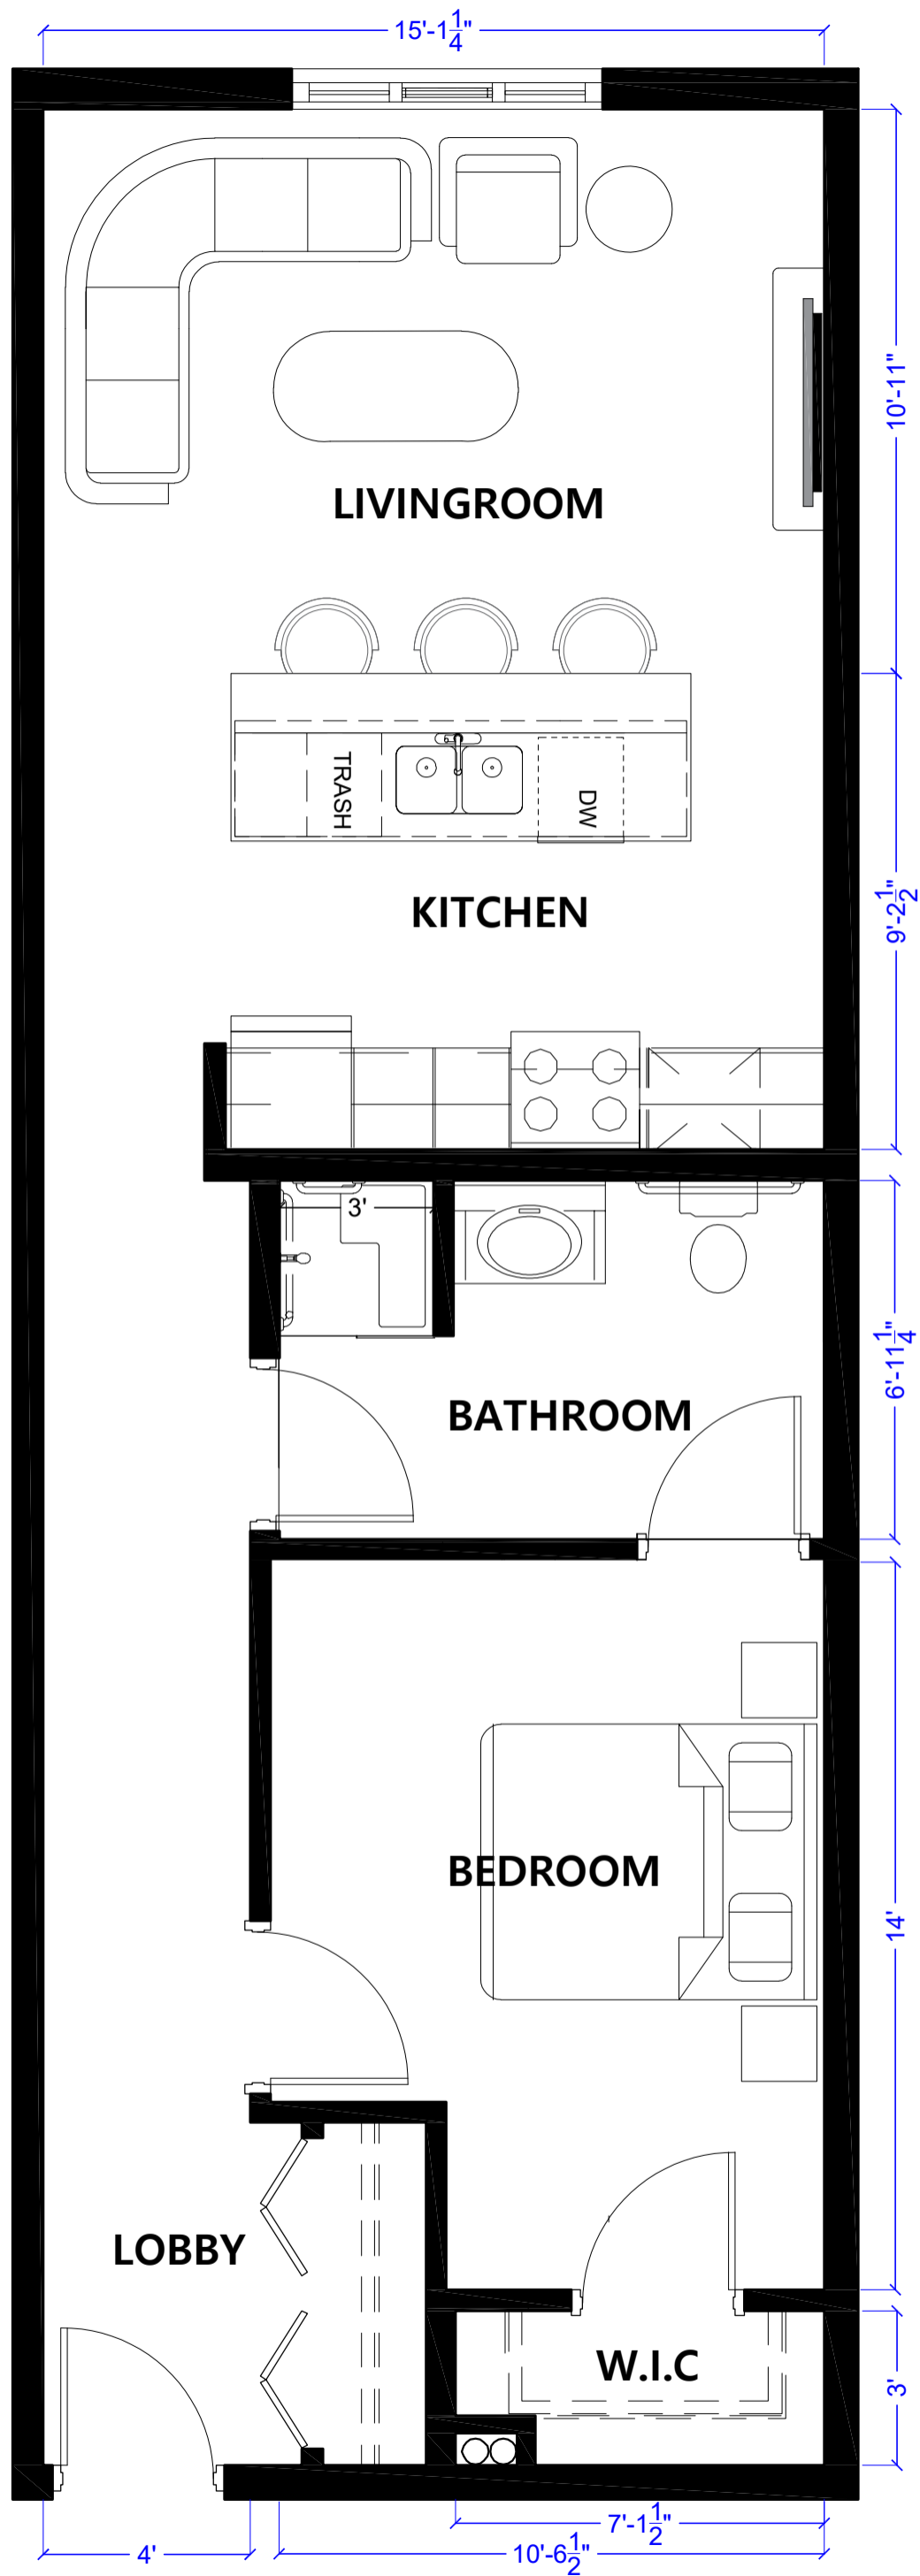 15'-1 1/4"
10'-11"
LIVINGROOM
TRASH
DW
9'-2 1/2"
KITCHEN
3'
6'-11 1/4"
BATHROOM
BEDROOM
14'
LOBBY
W.I.C
3'
7'-1 1/2"
4'
10'-6 1/2"